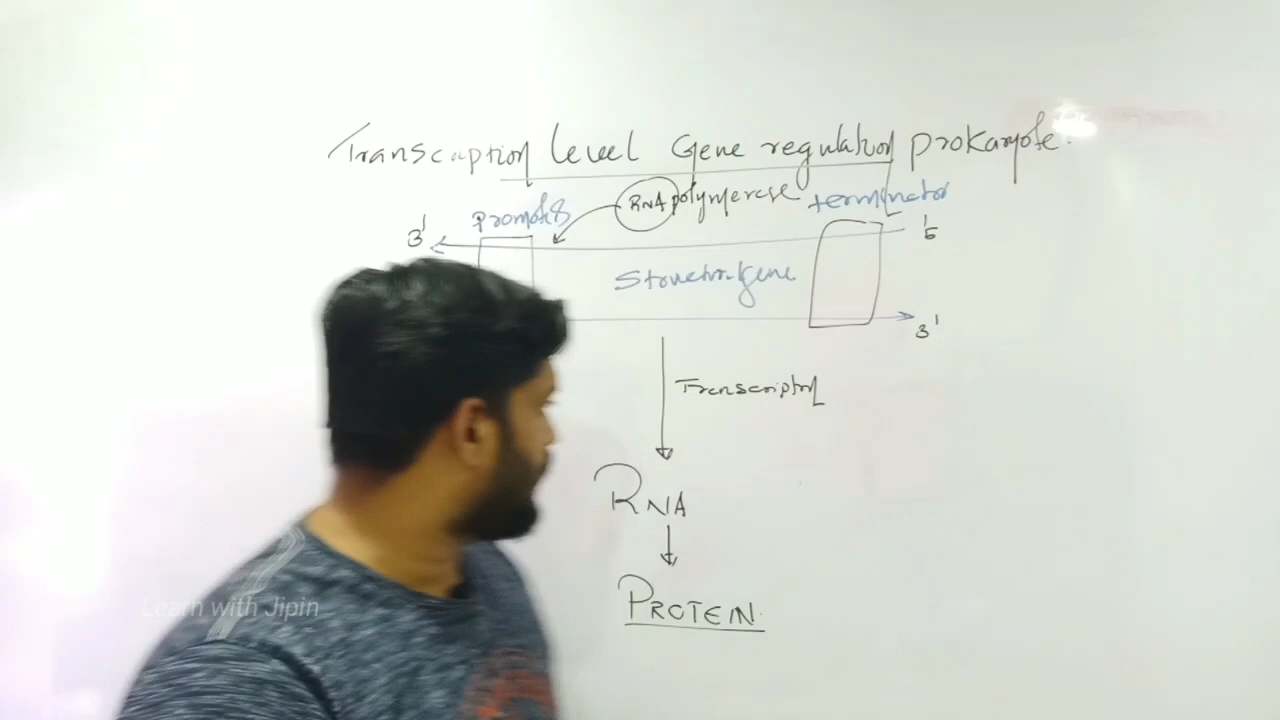 Transcription level Gene regulation prokaryote.
Promoter RNA polymerase terminator
3' 5'
Structural Gene
3'
Transcription
RNA
PROTEIN
Learn with Jipin